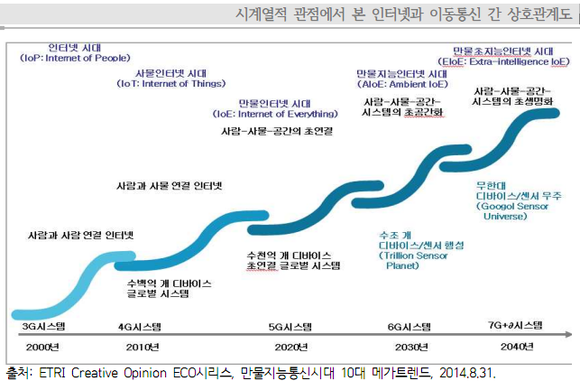 시계열적 관점에서 본 인터넷과 이동통신 간 상호관계도
인터넷 시대
(IoP: Internet of People)
사물인터넷 시대
(IoT: Internet of Things)
만물인터넷 시대
(IoE: Internet of Everything)
사람-사물-공간의 초연결
만물지능인터넷 시대
(AIoE: Ambient IoE)
사람-사물-공간-
시스템의 초공간화
만물초지능인터넷 시대
(EIoE: Extra-intelligence IoE)
사람-사물-공간-
시스템의 초생명화
사람과 사물 연결 인터넷
사람과 사람 연결 인터넷
수백억 개 디바이스
글로벌 시스템
수천억 개 디바이스
초연결 글로벌 시스템
수조 개
디바이스/센서 행성
(Trillion Sensor
Planet)
무한대
디바이스/센서 우주
(Googol Sensor
Universe)
3G시스템
4G시스템
5G시스템
6G시스템
7G+∂시스템
2000년
2010년
2020년
2030년
2040년
출처: ETRI Creative Opinion ECO시리스, 만물지능통신시대 10대 메가트렌드, 2014.8.31.